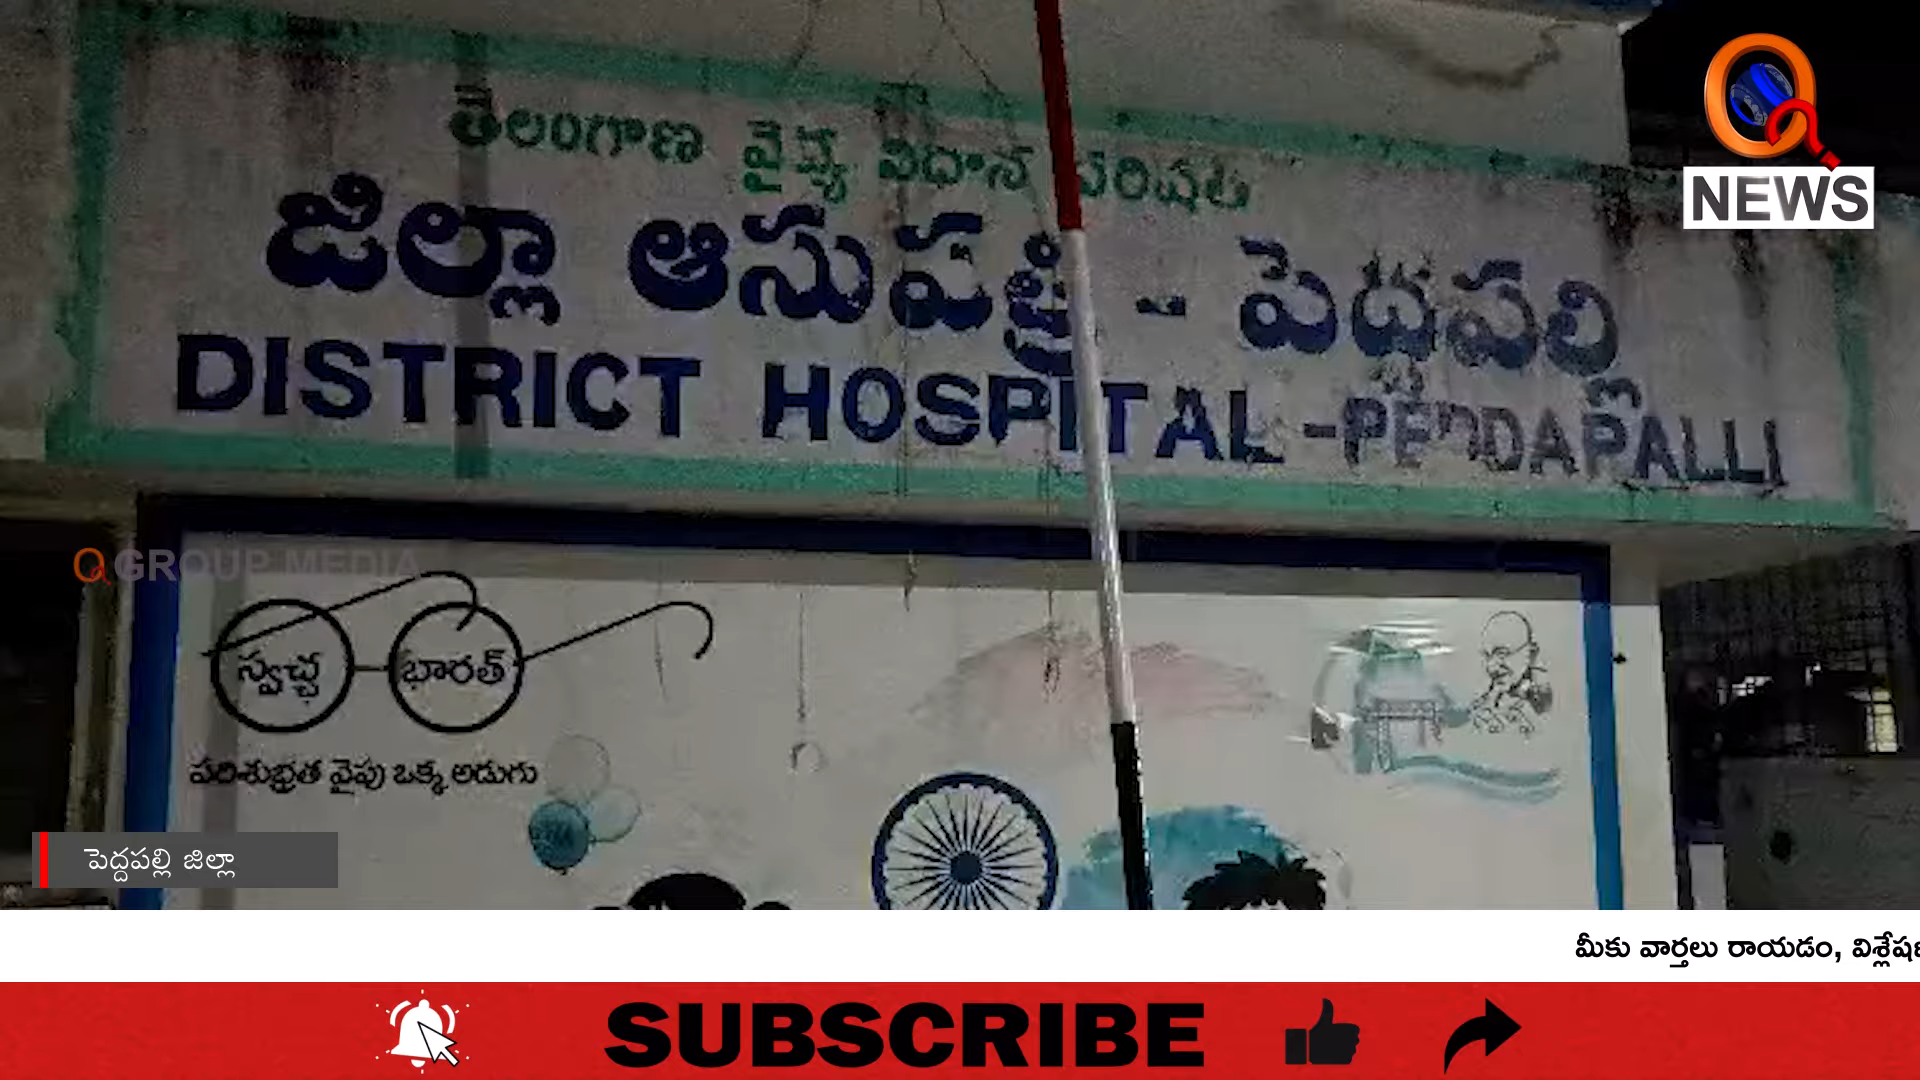 తెలంగాణ వైద్య విధాన పరిషత్
జిల్లా ఆసుపత్రి - పెద్దపల్లి
DISTRICT HOSPITAL - PEDDAPALLI
NEWS
Q GROUP MEDIA
స్వచ్ఛ భారత్
పరిశుభ్రత వైపు ఒక్క అడుగు
పెద్దపల్లి జిల్లా
మీకు వార్తలు రాయడం, విశ్లేషణ
SUBSCRIBE